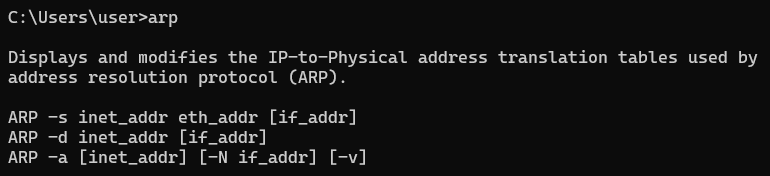 C:\Users\user>arp
Displays and modifies the IP-to-Physical address translation tables used by
address resolution protocol (ARP).
ARP -s inet_addr eth_addr [if_addr]
ARP -d inet_addr [if_addr]
ARP -a [inet_addr] [-N if_addr] [-v]